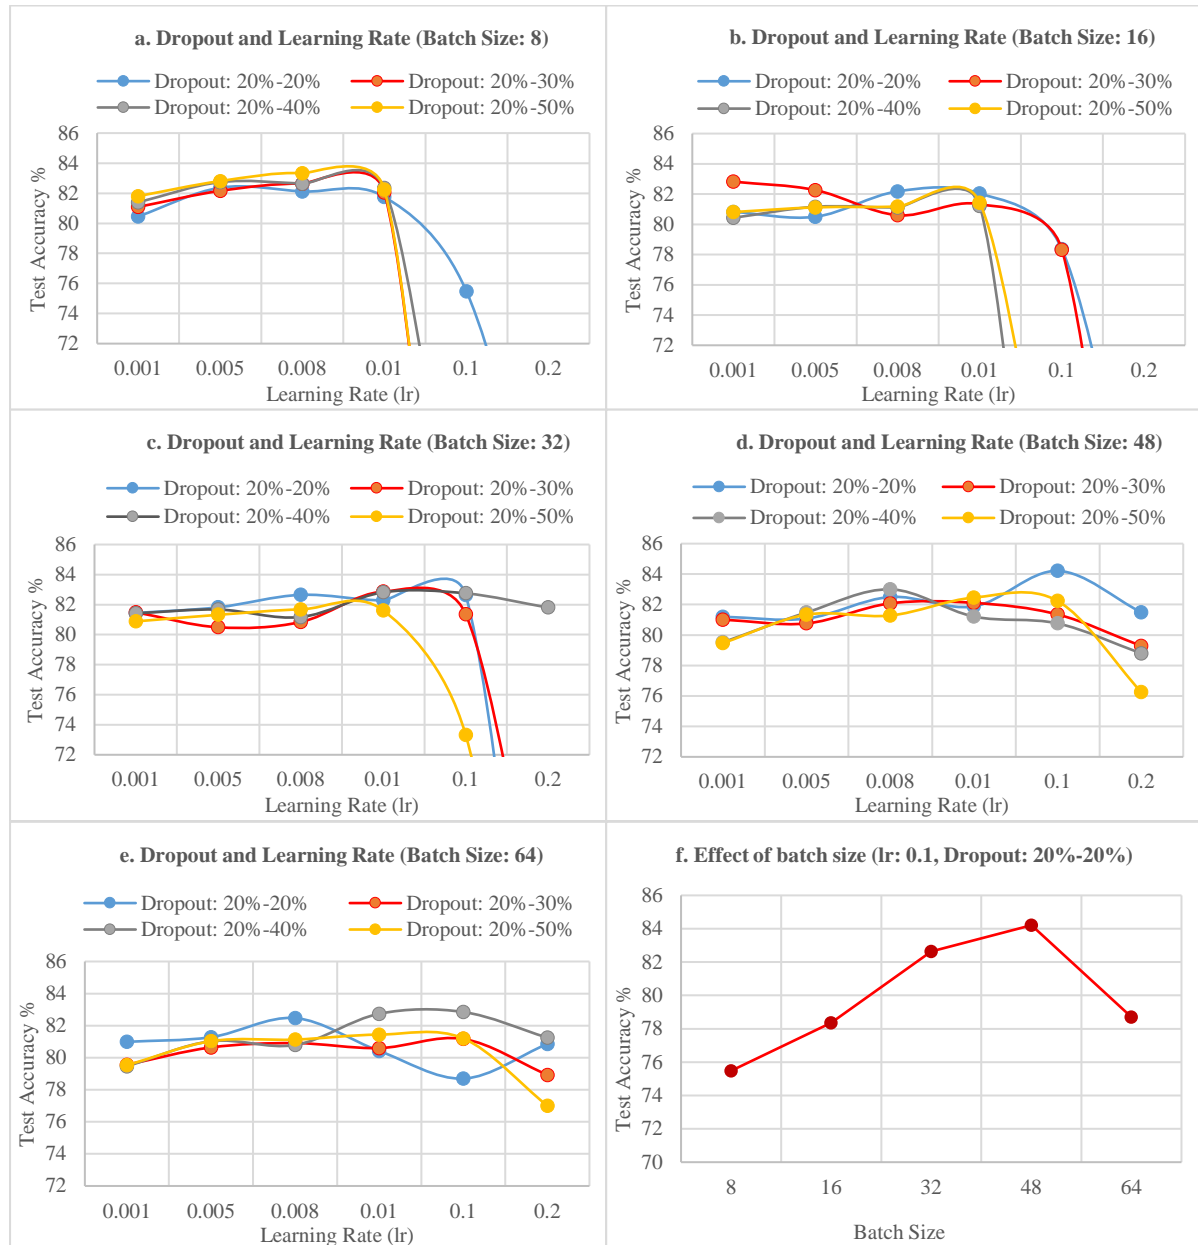 a. Dropout and Learning Rate (Batch Size: 8)
Dropout: 20%-20% Dropout: 20%-30%
Dropout: 20%-40% Dropout: 20%-50%
86
84
82
80
78
76
74
72
Test Accuracy %
0.001 0.005 0.008 0.01 0.1 0.2
Learning Rate (lr)
b. Dropout and Learning Rate (Batch Size: 16)
Dropout: 20%-20% Dropout: 20%-30%
Dropout: 20%-40% Dropout: 20%-50%
86
84
82
80
78
76
74
72
Test Accuracy %
0.001 0.005 0.008 0.01 0.1 0.2
Learning Rate (lr)
c. Dropout and Learning Rate (Batch Size: 32)
Dropout: 20%-20% Dropout: 20%-30%
Dropout: 20%-40% Dropout: 20%-50%
86
84
82
80
78
76
74
72
Test Accuracy %
0.001 0.005 0.008 0.01 0.1 0.2
Learning Rate (lr)
d. Dropout and Learning Rate (Batch Size: 48)
Dropout: 20%-20% Dropout: 20%-30%
Dropout: 20%-40% Dropout: 20%-50%
86
84
82
80
78
76
74
72
Test Accuracy %
0.001 0.005 0.008 0.01 0.1 0.2
Learning Rate (lr)
e. Dropout and Learning Rate (Batch Size: 64)
Dropout: 20%-20% Dropout: 20%-30%
Dropout: 20%-40% Dropout: 20%-50%
86
84
82
80
78
76
74
72
Test Accuracy %
0.001 0.005 0.008 0.01 0.1 0.2
Learning Rate (lr)
f. Effect of batch size (lr: 0.1, Dropout: 20%-20%)
86
84
82
80
78
76
74
72
70
Test Accuracy %
8 16 32 48 64
Batch Size